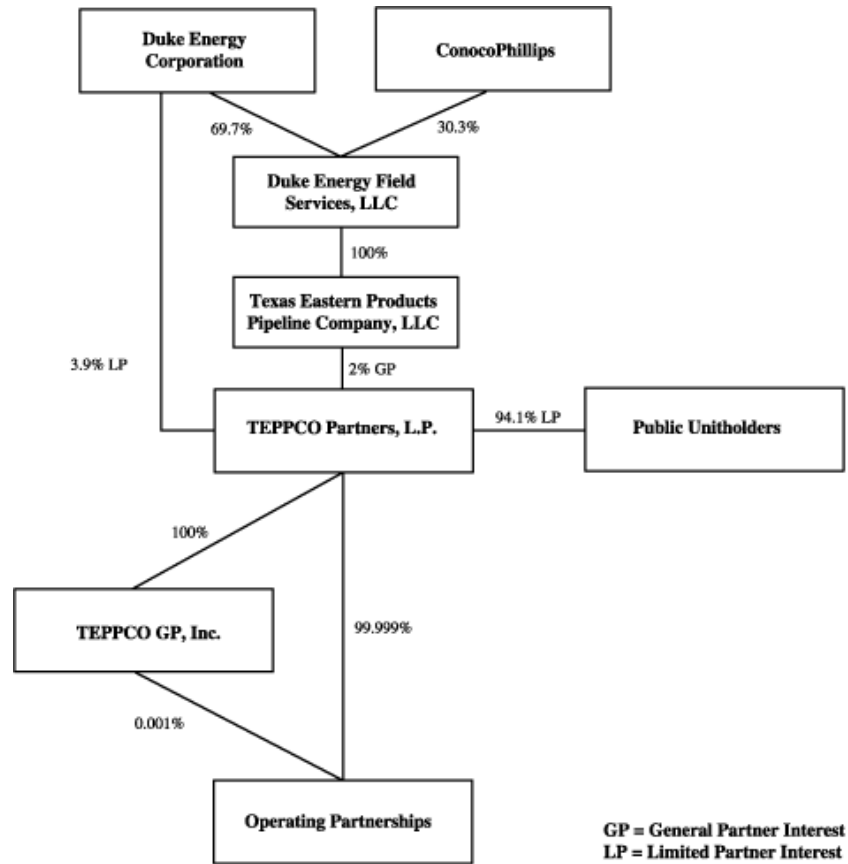 Duke Energy
Corporation
ConocoPhillips
69.7%
30.3%
Duke Energy Field
Services, LLC
100%
Texas Eastern Products
Pipeline Company, LLC
3.9% LP
2% GP
TEPPCO Partners, L.P.
94.1% LP
Public Unitholders
100%
TEPPCO GP, Inc.
99.999%
0.001%
Operating Partnerships
GP = General Partner Interest
LP = Limited Partner Interest